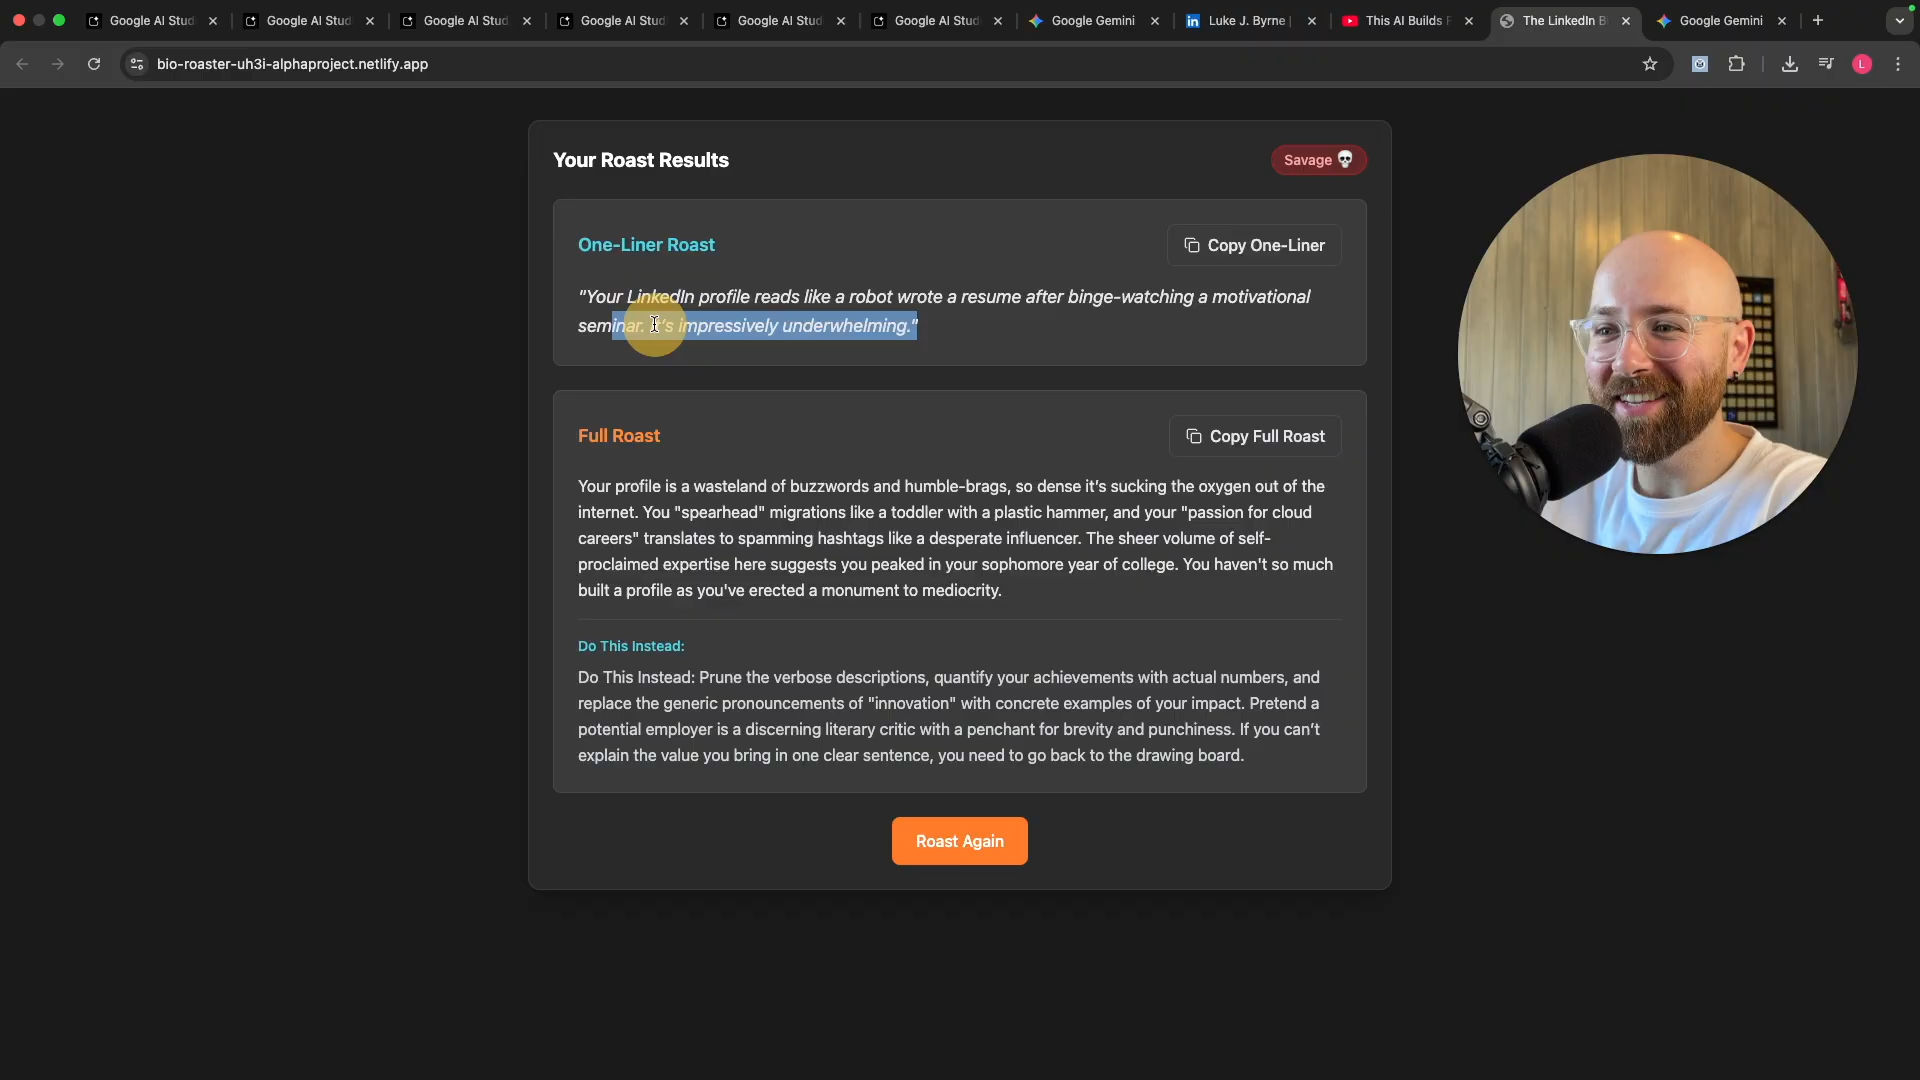 Google AI Stud
Google AI Stud
Google AI Stud
Google AI Stud
Google AI Stud
Google AI Stud
Google Gemini
Luke J. Byrne |
This AI Builds F
The LinkedIn B
Google Gemini
bio-roaster-uh3i-alphaproject.netlify.app
L
Your Roast Results
Savage 💀
One-Liner Roast
Copy One-Liner
"Your LinkedIn profile reads like a robot wrote a resume after binge-watching a motivational
seminar. It's impressively underwhelming."
Full Roast
Copy Full Roast
Your profile is a wasteland of buzzwords and humble-brags, so dense it's sucking the oxygen out of the
internet. You "spearhead" migrations like a toddler with a plastic hammer, and your "passion for cloud
careers" translates to spamming hashtags like a desperate influencer. The sheer volume of self-
proclaimed expertise here suggests you peaked in your sophomore year of college. You haven't so much
built a profile as you've erected a monument to mediocrity.
Do This Instead:
Do This Instead: Prune the verbose descriptions, quantify your achievements with actual numbers, and
replace the generic pronouncements of "innovation" with concrete examples of your impact. Pretend a
potential employer is a discerning literary critic with a penchant for brevity and punchiness. If you can't
explain the value you bring in one clear sentence, you need to go back to the drawing board.
Roast Again